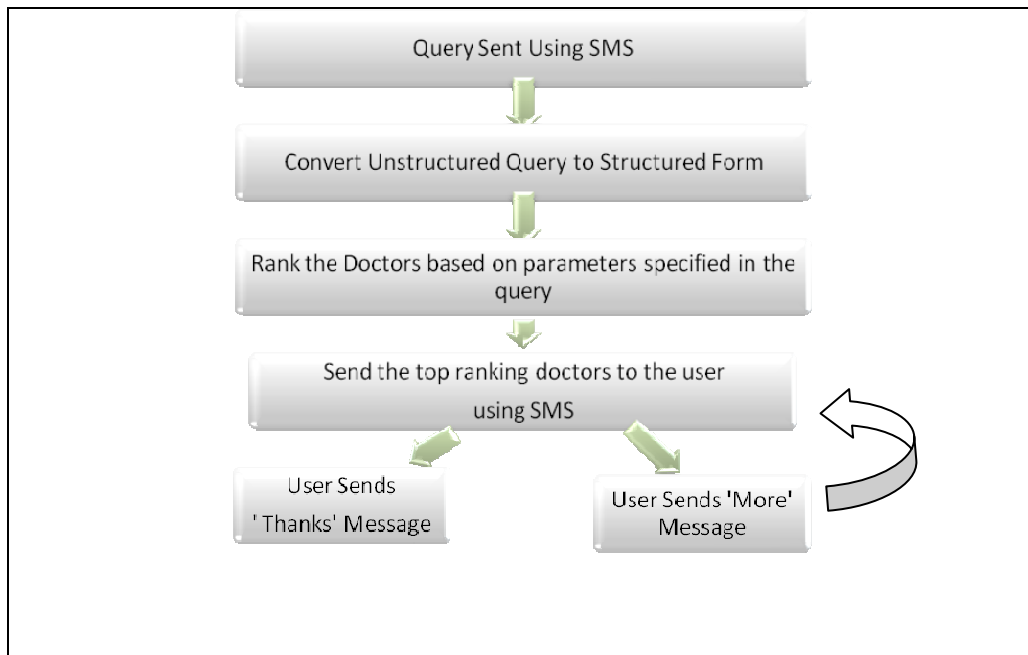 Query Sent Using SMS
Convert Unstructured Query to Structured Form
Rank the Doctors based on parameters specified in the
query
Send the top ranking doctors to the user
using SMS
User Sends
'Thanks' Message
User Sends 'More'
Message